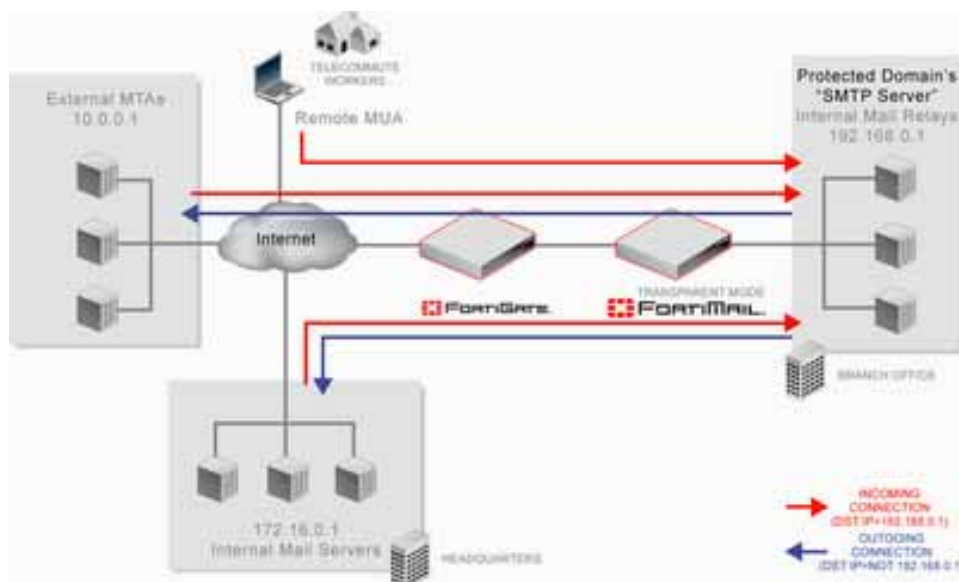 TELECOMMUTE
WORKERS
External MTAs
10.0.0.1
Remote MUA
Protected Domain's
"SMTP Server"
Internal Mail Relays
192.168.0.1
Internet
TRANSPARENT MODE
FORTIGATE.
FORTIMAIL.
BRANCH OFFICE
172.16.0.1
Internal Mail Servers
HEADQUARTERS
INCOMING
CONNECTION
(DST IP=192.168.0.1)
OUTGOING
CONNECTION
(DST IP=NOT 192.168.0.1